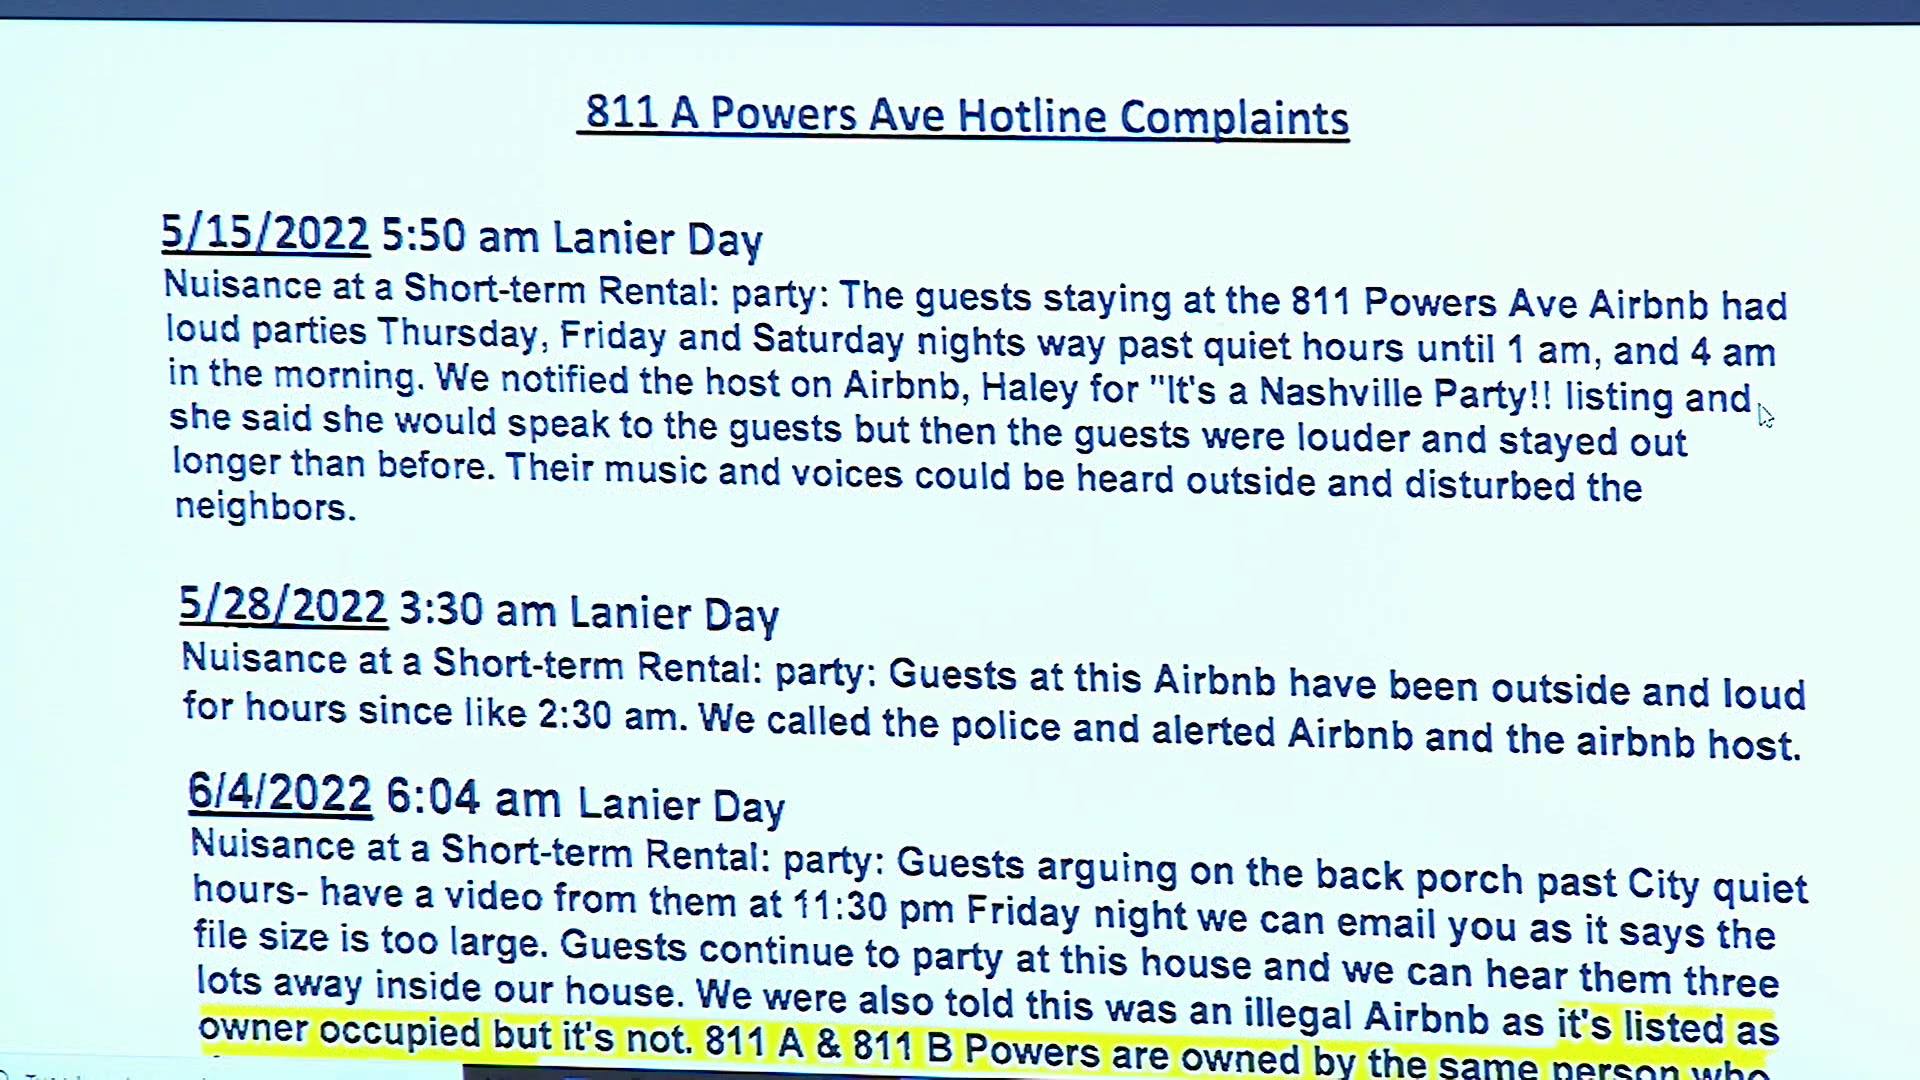 811 A Powers Ave Hotline Complaints
5/15/2022 5:50 am Lanier Day
Nuisance at a Short-term Rental: party: The guests staying at the 811 Powers Ave Airbnb had
loud parties Thursday, Friday and Saturday nights way past quiet hours until 1 am, and 4 am
in the morning. We notified the host on Airbnb, Haley for "It's a Nashville Party!! listing and
she said she would speak to the guests but then the guests were louder and stayed out
longer than before. Their music and voices could be heard outside and disturbed the
neighbors.
5/28/2022 3:30 am Lanier Day
Nuisance at a Short-term Rental: party: Guests at this Airbnb have been outside and loud
for hours since like 2:30 am. We called the police and alerted Airbnb and the airbnb host.
6/4/2022 6:04 am Lanier Day
Nuisance at a Short-term Rental: party: Guests arguing on the back porch past City quiet
hours- have a video from them at 11:30 pm Friday night we can email you as it says the
file size is too large. Guests continue to party at this house and we can hear them three
lots away inside our house. We were also told this was an illegal Airbnb as it's listed as
owner occupied but it's not. 811 A & 811 B Powers are owned by the same person who